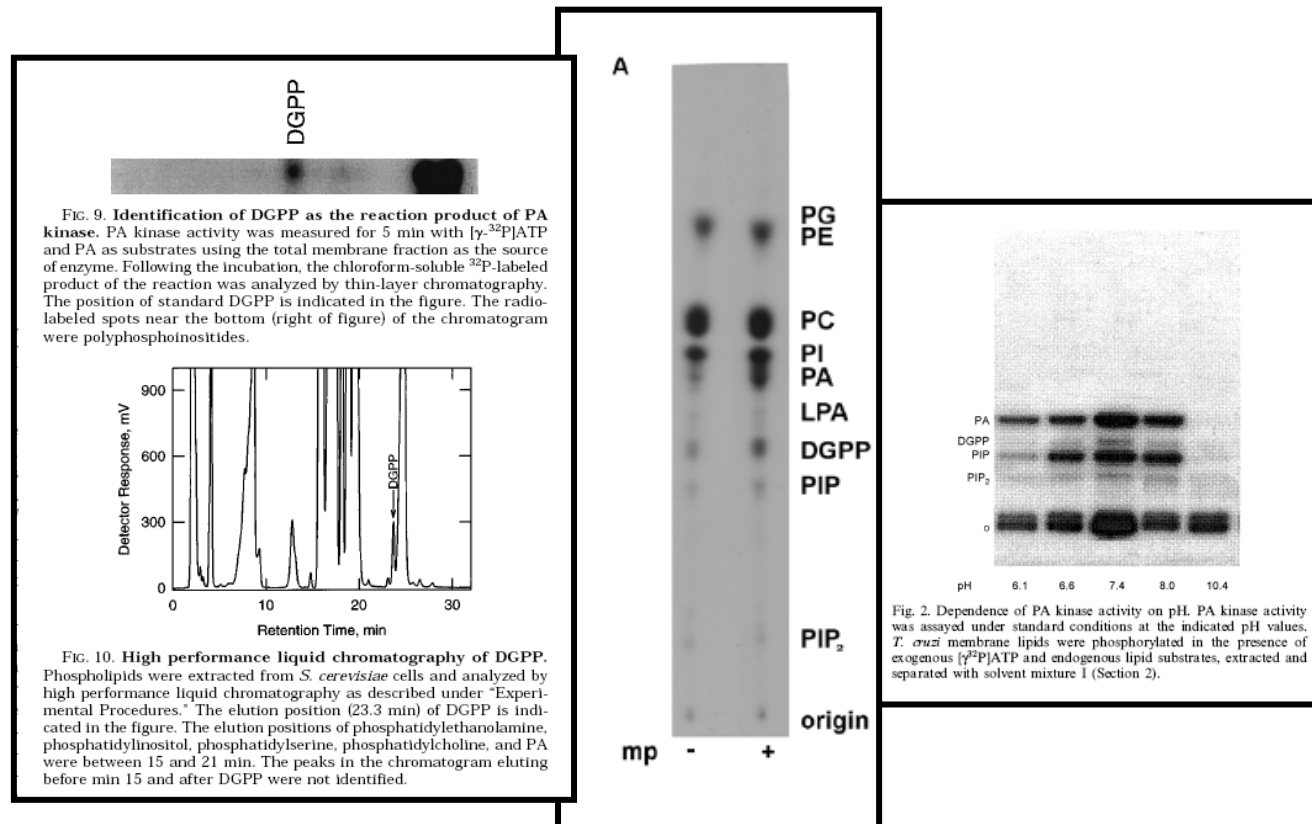 DGPP
FIG. 9. Identification of DGPP as the reaction product of PA
kinase. PA kinase activity was measured for 5 min with [γ-³²P]ATP
and PA as substrates using the total membrane fraction as the source
of enzyme. Following the incubation, the chloroform-soluble ³²P-labeled
product of the reaction was analyzed by thin-layer chromatography.
The position of standard DGPP is indicated in the figure. The radio-
labeled spots near the bottom (right of figure) of the chromatogram
were polyphosphoinositides.
Detector Response, mV
900
600
300
0
DGPP
0 10 20 30
Retention Time, min
FIG. 10. High performance liquid chromatography of DGPP.
Phospholipids were extracted from S. cerevisiae cells and analyzed by
high performance liquid chromatography as described under "Experi-
mental Procedures." The elution position (23.3 min) of DGPP is indi-
cated in the figure. The elution positions of phosphatidylethanolamine,
phosphatidylinositol, phosphatidylserine, phosphatidylcholine, and PA
were between 15 and 21 min. The peaks in the chromatogram eluting
before min 15 and after DGPP were not identified.
A
PG
PE
PC
PI
PA
LPA
DGPP
PIP
PIP₂
origin
mp - +
PA
DGPP
PIP
PIP₂
o
pH 6.1 6.6 7.4 8.0 10.4
Fig. 2. Dependence of PA kinase activity on pH. PA kinase activity
was assayed under standard conditions at the indicated pH values.
T. cruzi membrane lipids were phosphorylated in the presence of
exogenous [γ³²P]ATP and endogenous lipid substrates, extracted and
separated with solvent mixture I (Section 2).